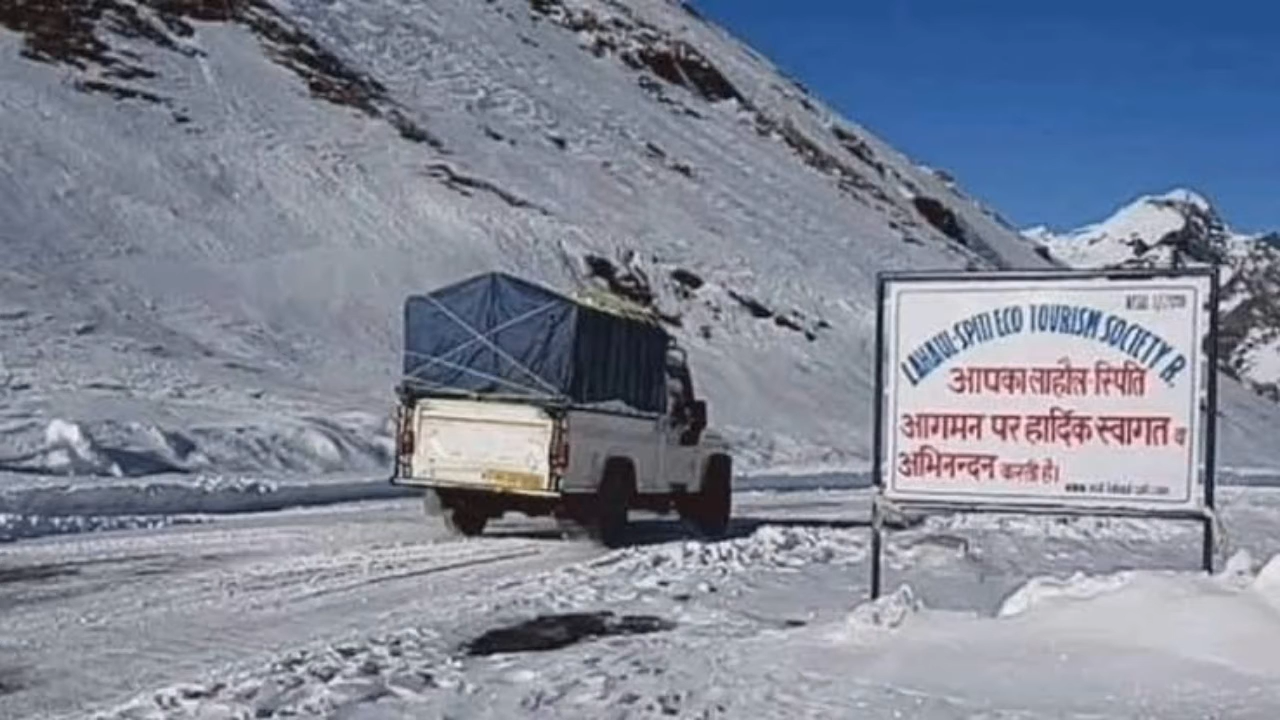 LAHAUL-SPITI ECO TOURISM SOCIETY R.
आपका लाहौल-स्पिति
आगमन पर हार्दिक स्वागत व
अभिनन्दन करती है।